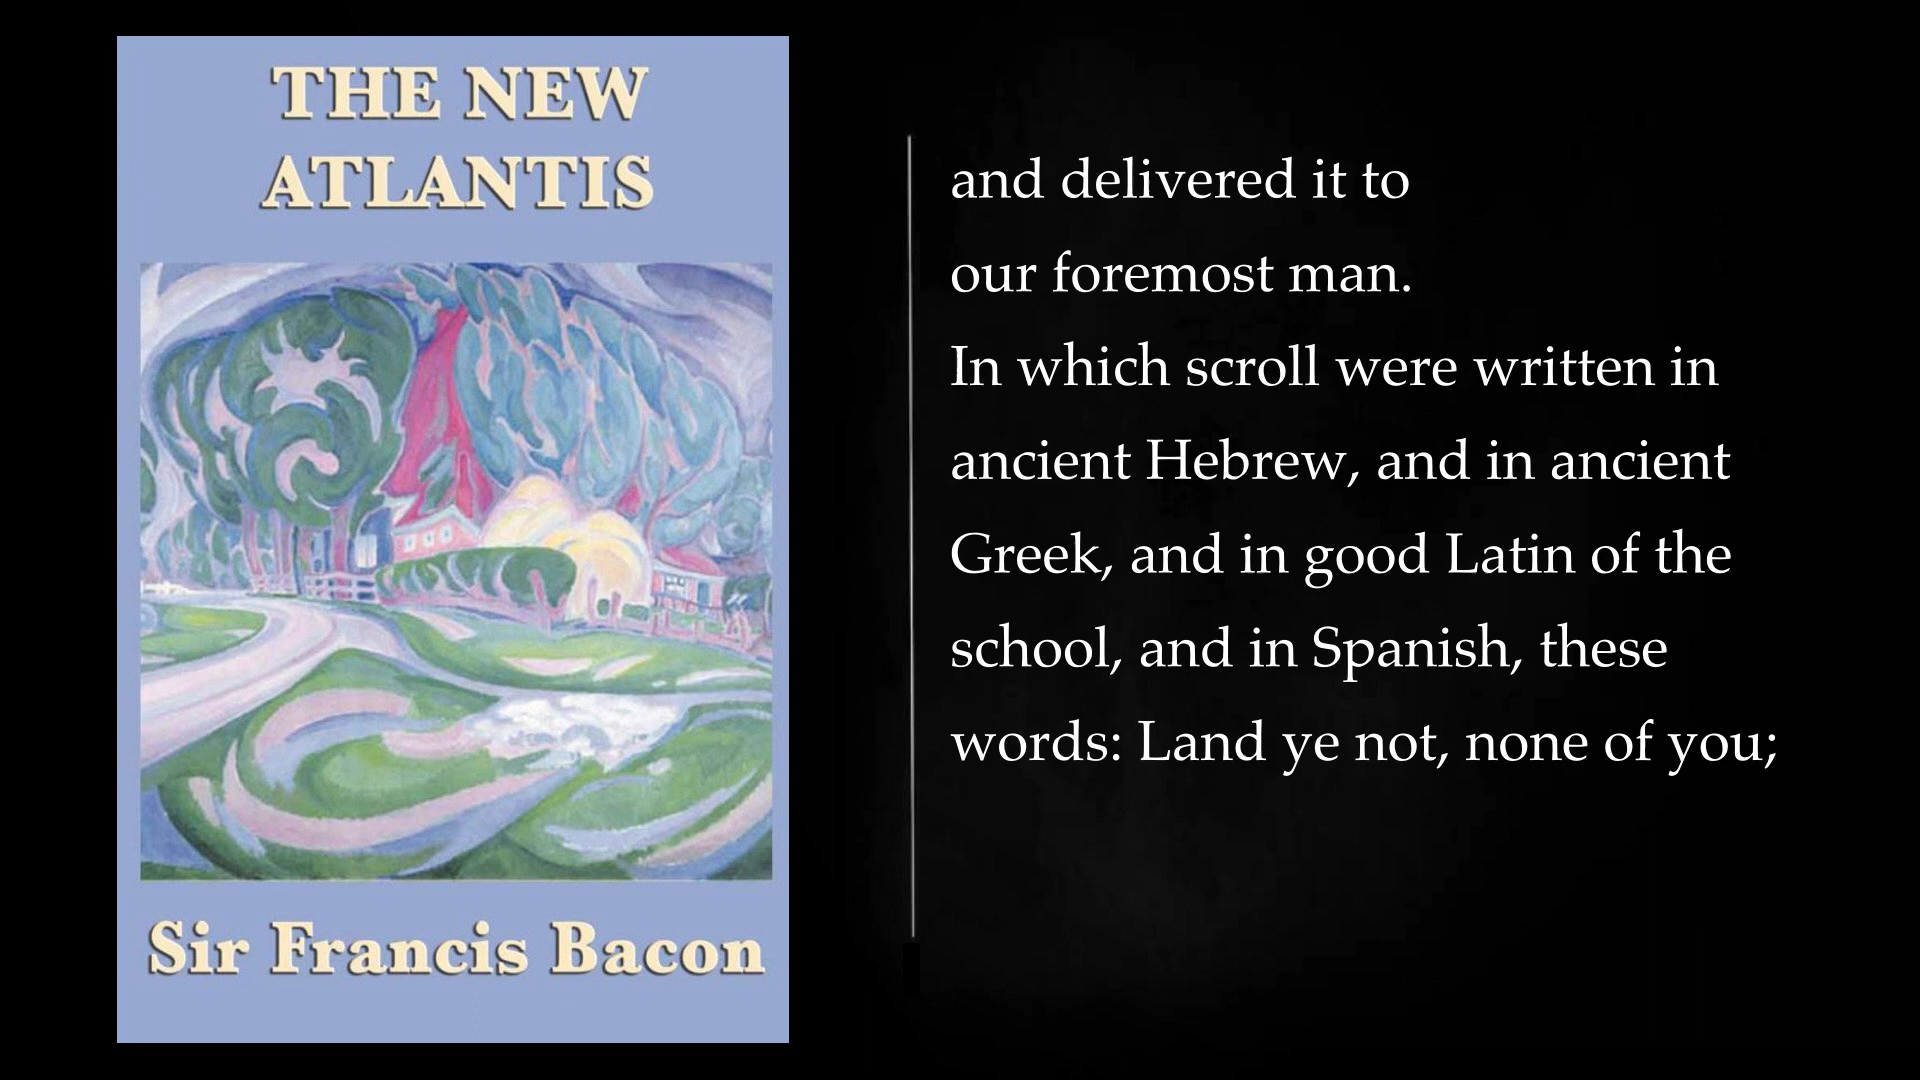 THE NEW
ATLANTIS
Sir Francis Bacon
and delivered it to
our foremost man.
In which scroll were written in
ancient Hebrew, and in ancient
Greek, and in good Latin of the
school, and in Spanish, these
words: Land ye not, none of you;